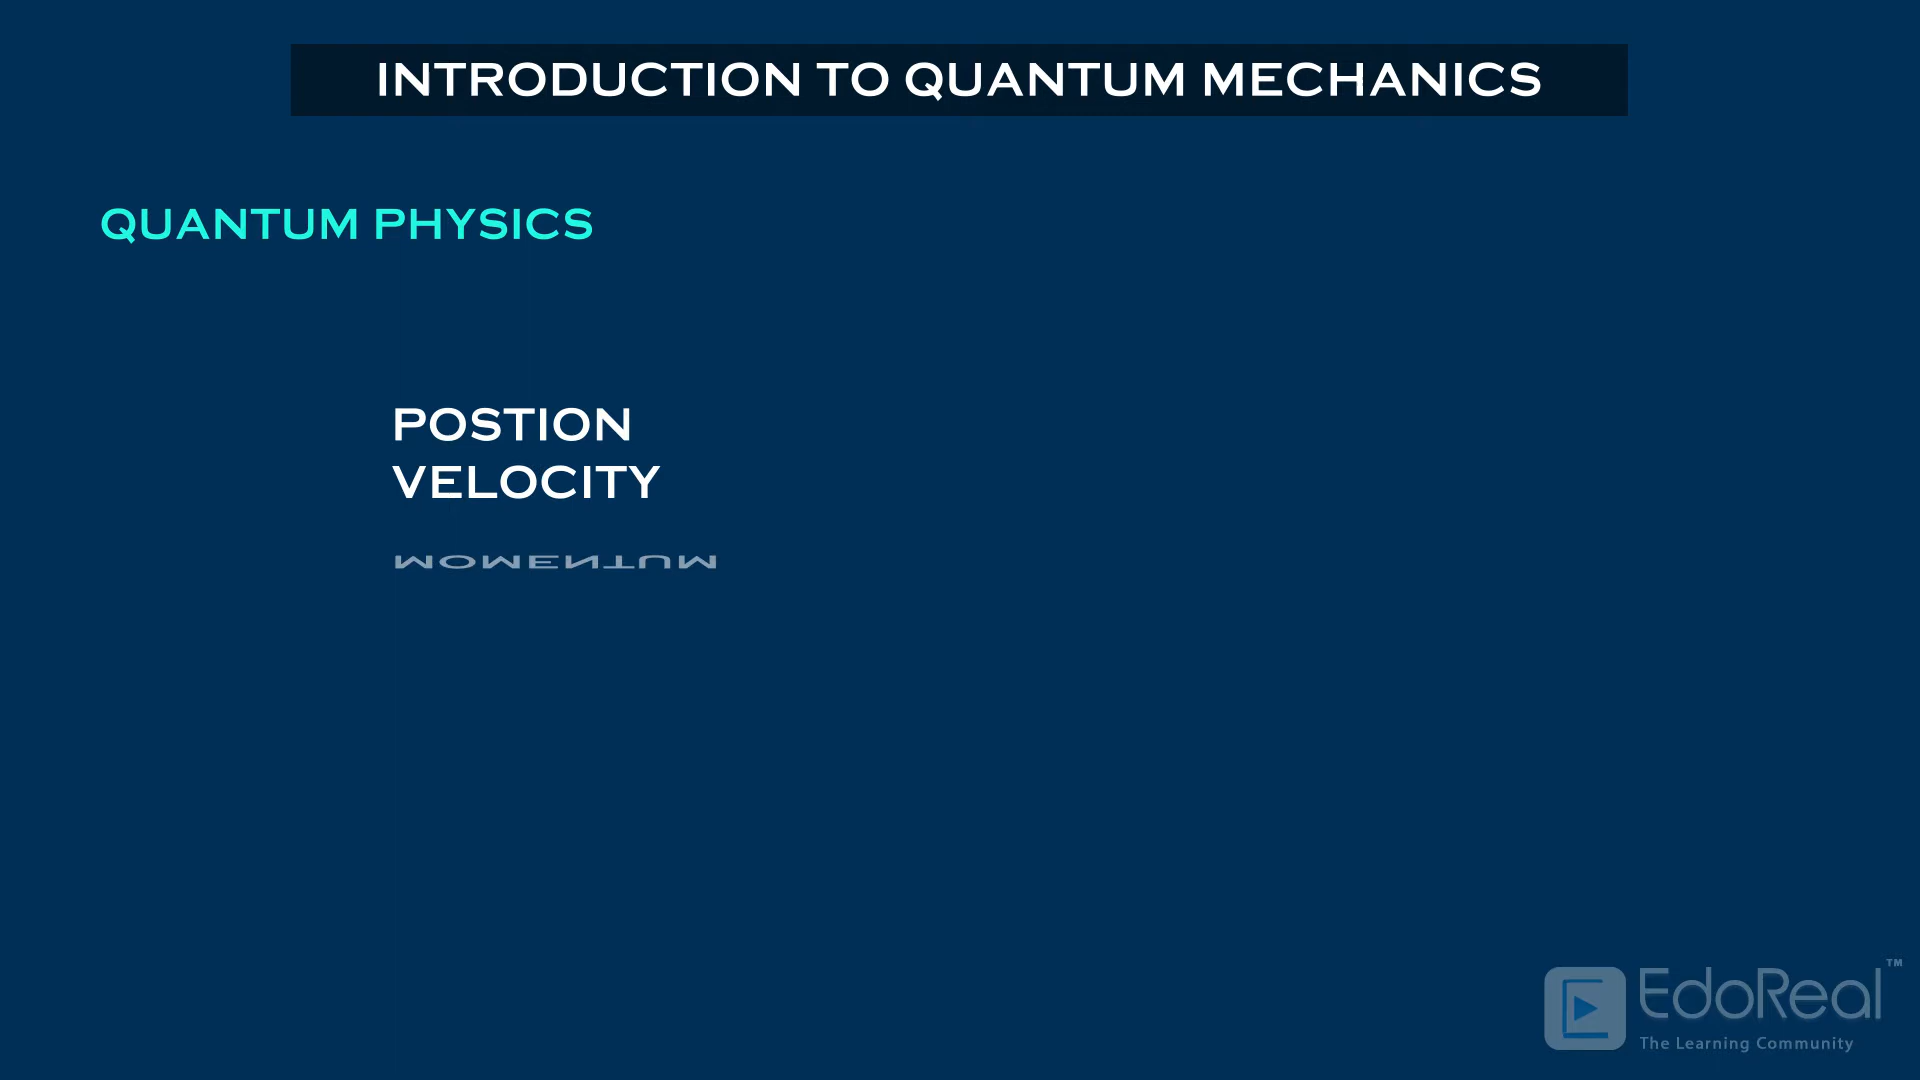 INTRODUCTION TO QUANTUM MECHANICS
QUANTUM PHYSICS
POSTION
VELOCITY
MOMENTUM
EdoReal™
The Learning Community